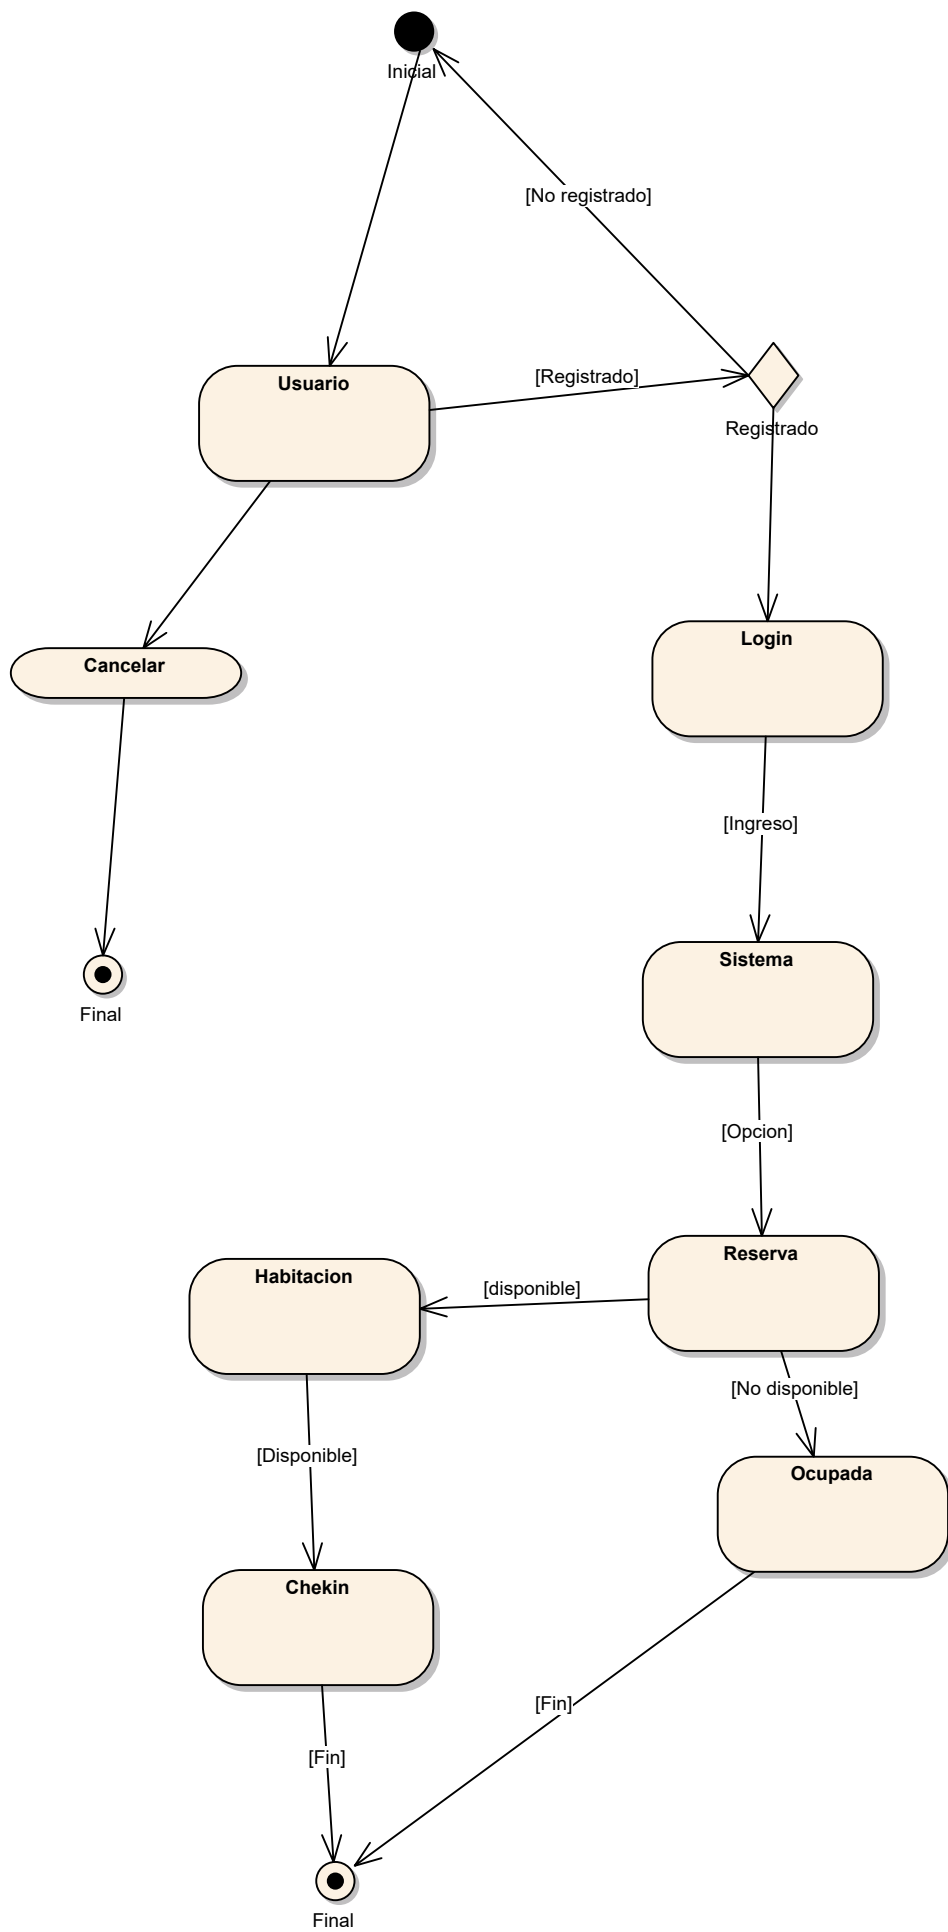 Inicial
[No registrado]
[Registrado]
Usuario
Registrado
Login
Cancelar
[Ingreso]
Sistema
Final
[Opcion]
Reserva
Habitacion
[disponible]
[No disponible]
[Disponible]
Ocupada
Chekin
[Fin]
[Fin]
Final